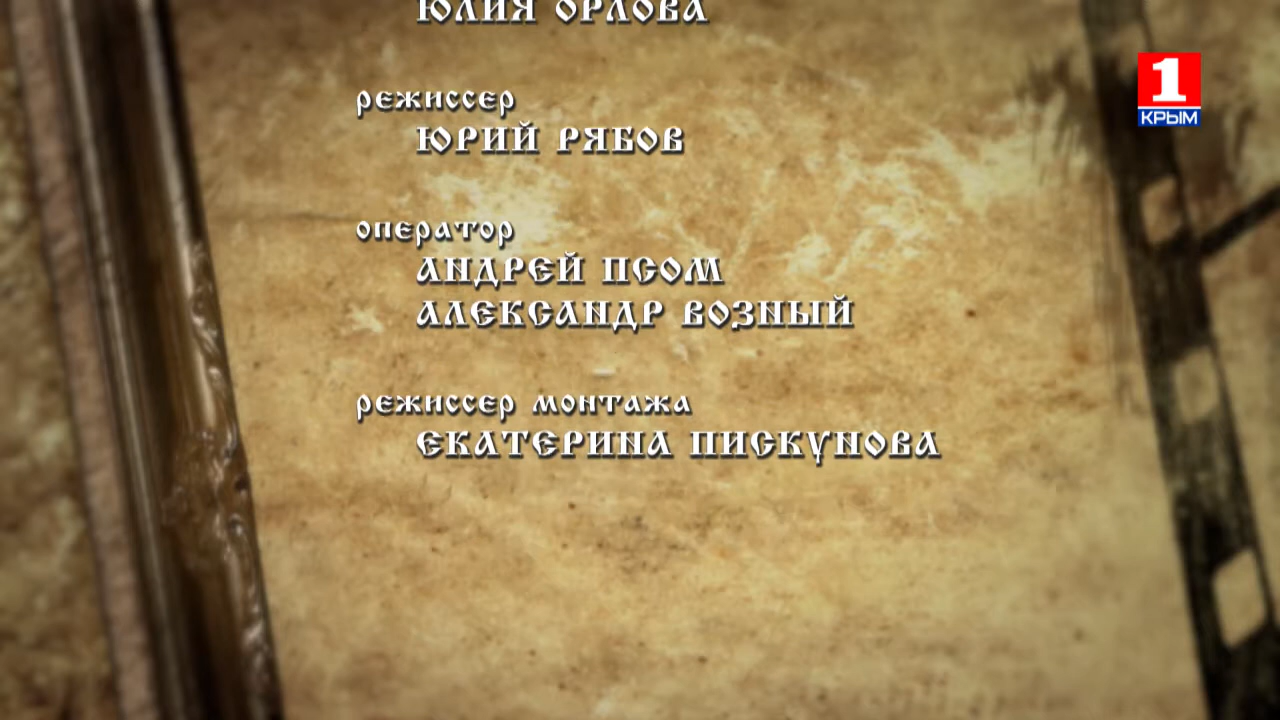 ЮЛИЯ ОРЛОВА
режиссер
ЮРИЙ РЯБОВ
оператор
АНДРЕЙ ПСОМ
АЛЕКСАНДР ВОЗНЫЙ
режиссер монтажа
ЕКАТЕРИНА ПИСКУНОВА
1
КРЫМ